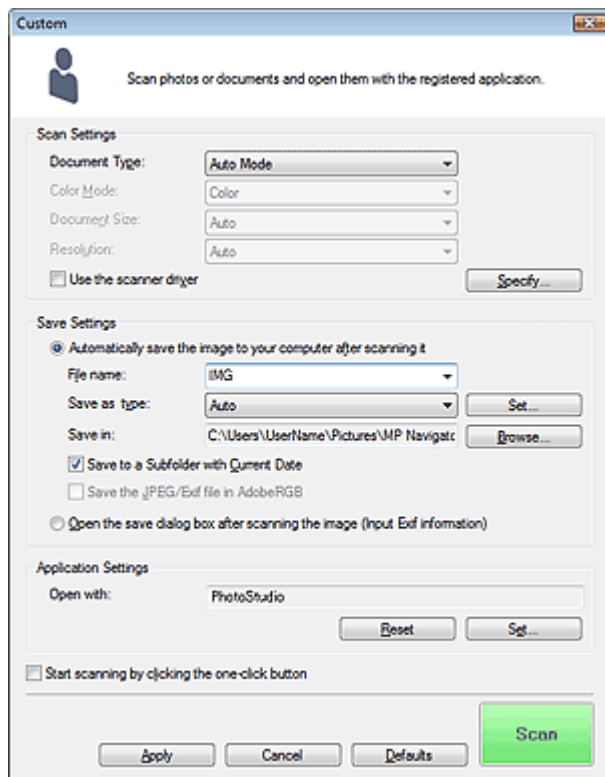 Custom
Scan photos or documents and open them with the registered application.
Scan Settings
Document Type: Auto Mode
Color Mode: Color
Document Size: Auto
Resolution: Auto
Use the scanner driver Specify...
Save Settings
Automatically save the image to your computer after scanning it
File name: IMG
Save as type: Auto Set...
Save in: C:\Users\UserName\Pictures\MP Navigatc Browse...
Save to a Subfolder with Current Date
Save the JPEG/Exif file in AdobeRGB
Open the save dialog box after scanning the image (Input Exif information)
Application Settings
Open with: PhotoStudio
Reset Set...
Start scanning by clicking the one-click button
Scan
Apply Cancel Defaults